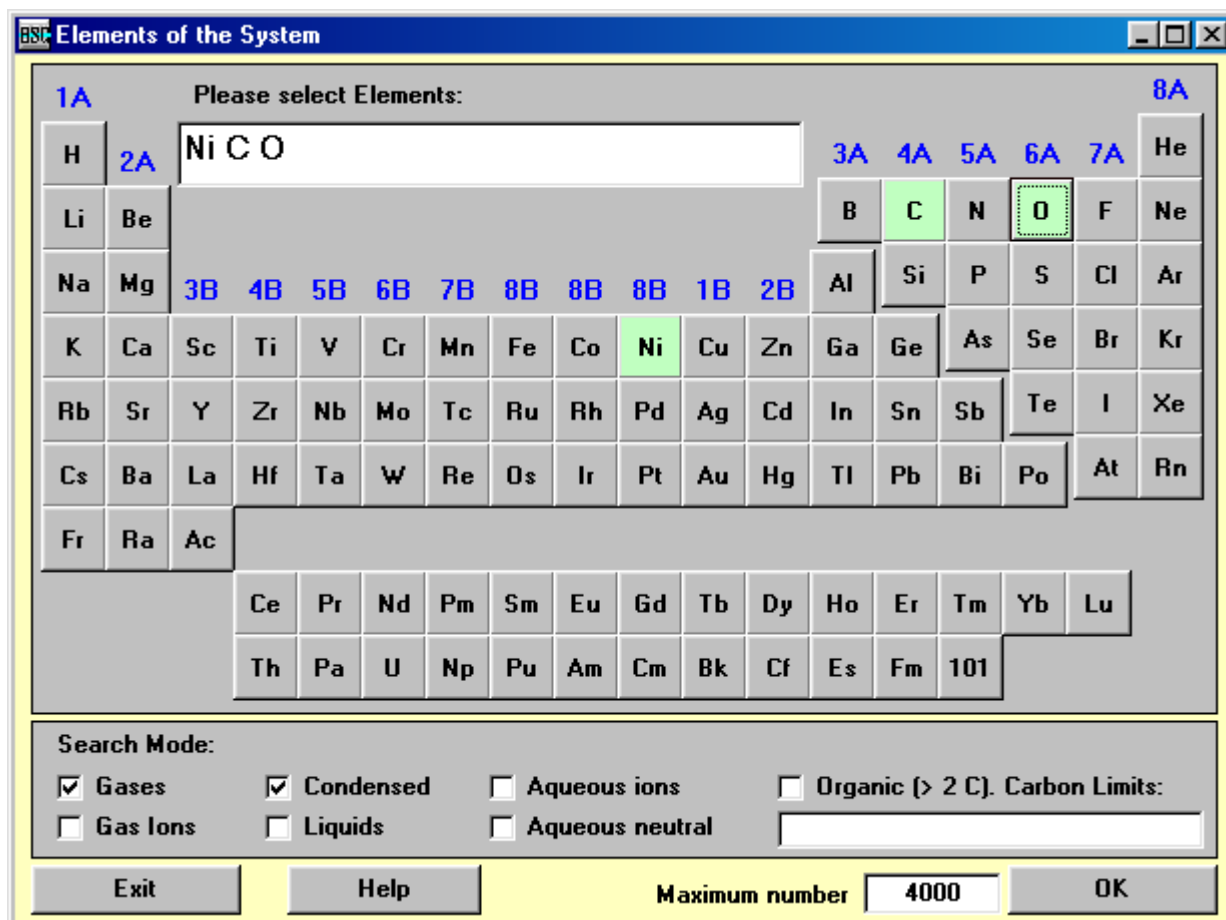 HSC Elements of the System
1A Please select Elements: 8A
H 2A Ni C O 3A 4A 5A 6A 7A He
Li Be B C N O F Ne
Na Mg 3B 4B 5B 6B 7B 8B 8B 8B 1B 2B Al Si P S Cl Ar
K Ca Sc Ti V Cr Mn Fe Co Ni Cu Zn Ga Ge As Se Br Kr
Rb Sr Y Zr Nb Mo Tc Ru Rh Pd Ag Cd In Sn Sb Te I Xe
Cs Ba La Hf Ta W Re Os Ir Pt Au Hg Tl Pb Bi Po At Rn
Fr Ra Ac
Ce Pr Nd Pm Sm Eu Gd Tb Dy Ho Er Tm Yb Lu
Th Pa U Np Pu Am Cm Bk Cf Es Fm 101
Search Mode:
Gases Condensed Aqueous ions Organic (> 2 C). Carbon Limits:
Gas Ions Liquids Aqueous neutral
Exit Help Maximum number 4000 OK